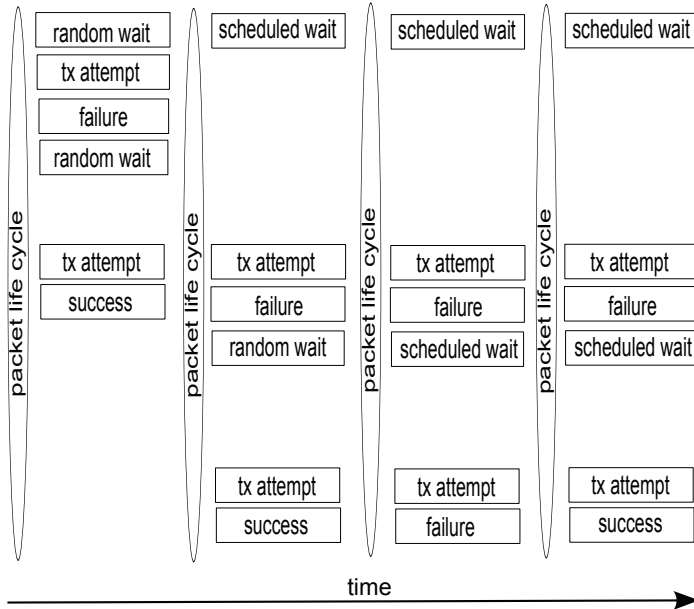 packet life cycle
random wait
tx attempt
failure
random wait
tx attempt
success
packet life cycle
scheduled wait
tx attempt
failure
random wait
tx attempt
success
packet life cycle
scheduled wait
tx attempt
failure
scheduled wait
tx attempt
failure
packet life cycle
scheduled wait
tx attempt
failure
scheduled wait
tx attempt
success
time